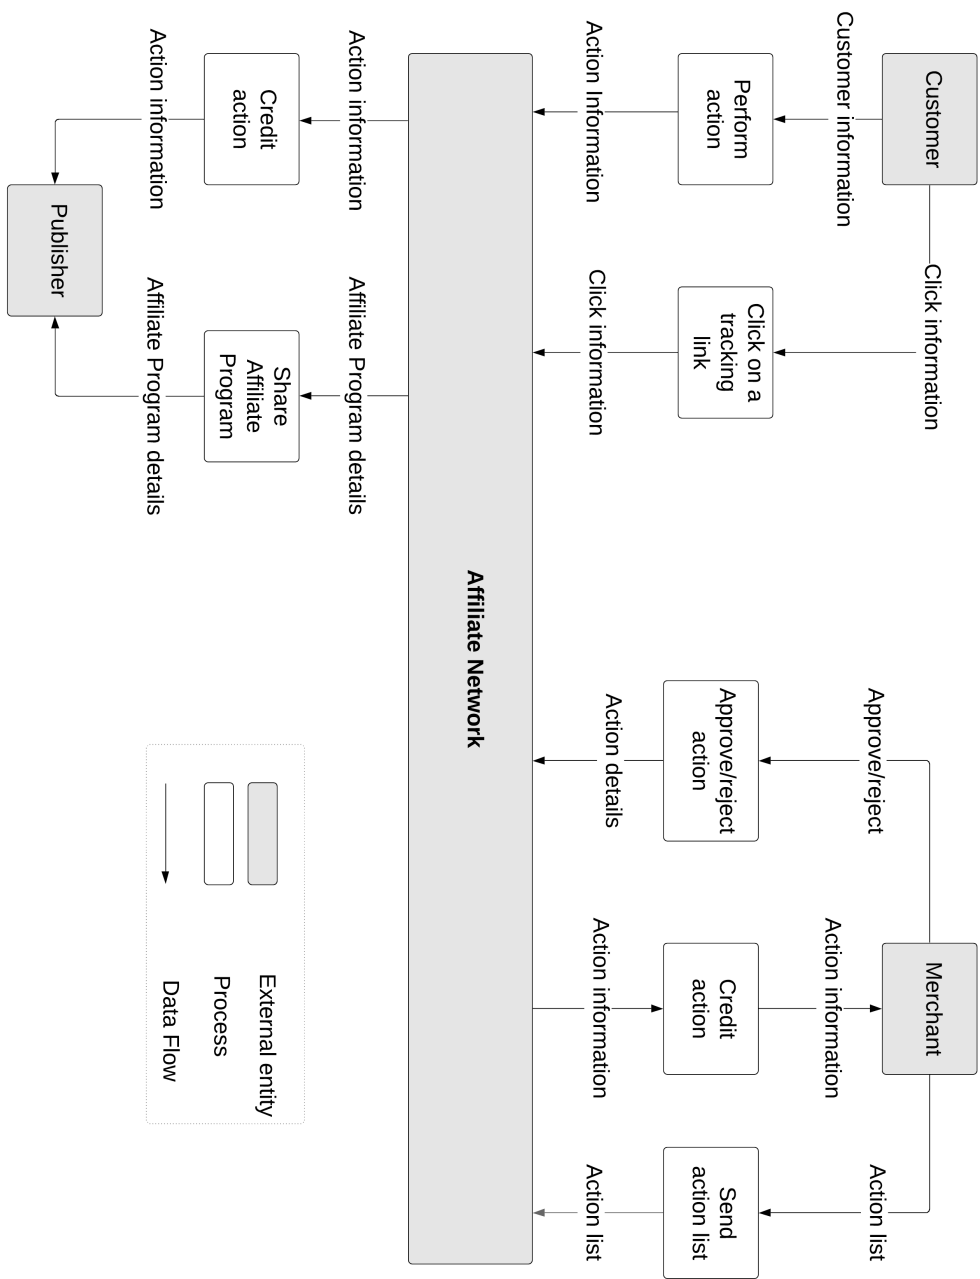 Customer
Merchant
Customer information
Click information
Approve/reject
Action information
Action list
Perform
action
Click on a
tracking
link
Approve/reject
action
Credit
action
Send
action list
Action Information
Click information
Action details
Action information
Action list
Affiliate Network
Action information
Affiliate Program details
Credit
action
Share
Affiliate
Program
Action information
Affiliate Program details
Publisher
External entity
Process
Data Flow